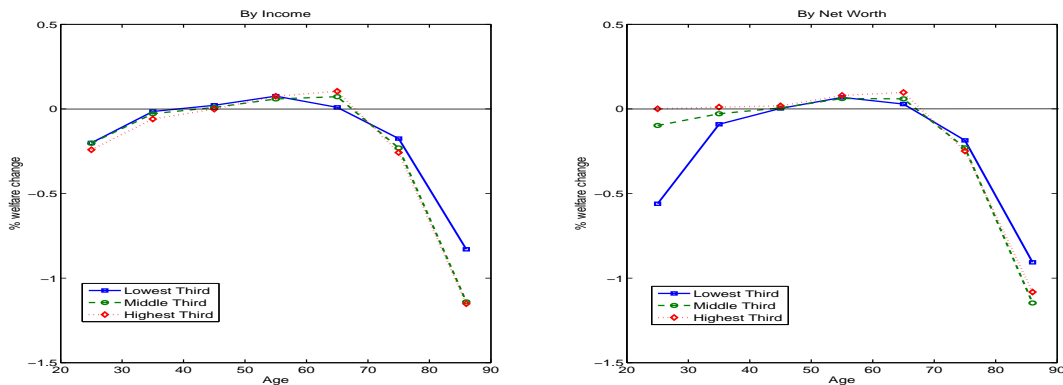 By Income
0.5
0
−0.5
−1
−1.5
% welfare change
20 30 40 50 60 70 80 90
Age
Lowest Third
Middle Third
Highest Third
By Net Worth
0.5
0
−0.5
−1
−1.5
% welfare change
20 30 40 50 60 70 80 90
Age
Lowest Third
Middle Third
Highest Third